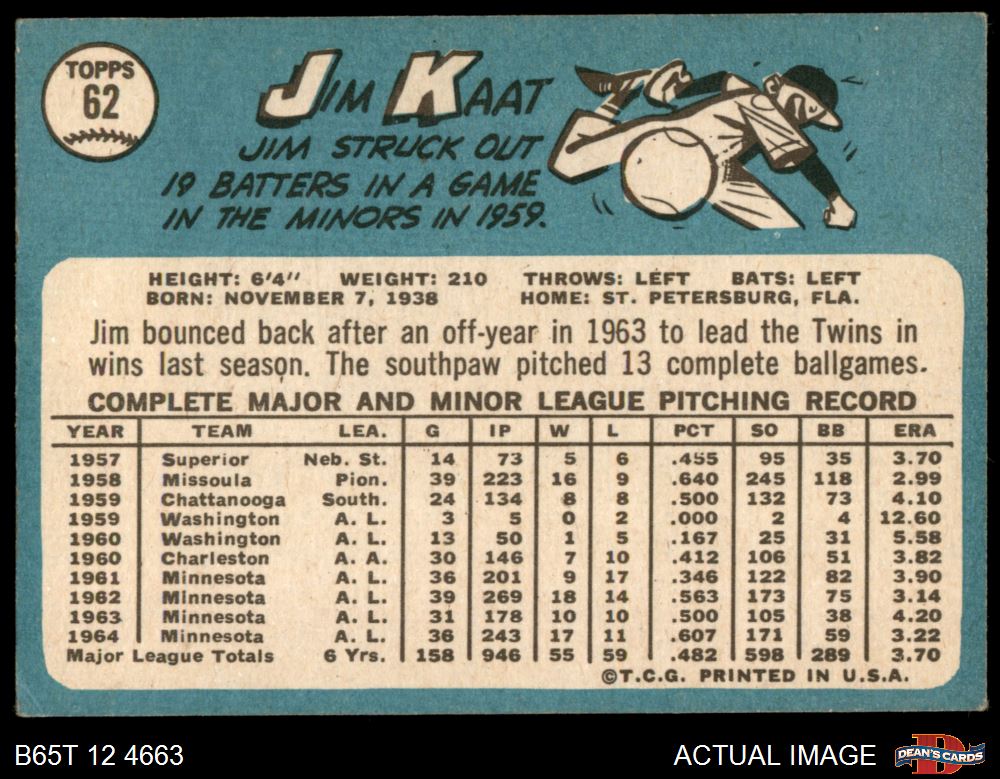 TOPPS
62
JIM KAAT
JIM STRUCK OUT
19 BATTERS IN A GAME
IN THE MINORS IN 1959.
HEIGHT: 6'4" WEIGHT: 210 THROWS: LEFT BATS: LEFT
BORN: NOVEMBER 7, 1938 HOME: ST. PETERSBURG, FLA.
Jim bounced back after an off-year in 1963 to lead the Twins in
wins last season. The southpaw pitched 13 complete ballgames.
COMPLETE MAJOR AND MINOR LEAGUE PITCHING RECORD
YEAR TEAM LEA. G IP W L PCT SO BB ERA
1957 Superior Neb. St. 14 73 5 6 .455 95 35 3.70
1958 Missoula Pion. 39 223 16 9 .640 245 118 2.99
1959 Chattanooga South. 24 134 8 8 .500 132 73 4.10
1959 Washington A. L. 3 5 0 2 .000 2 4 12.60
1960 Washington A. L. 13 50 1 5 .167 25 31 5.58
1960 Charleston A. A. 30 146 7 10 .412 106 51 3.82
1961 Minnesota A. L. 36 201 9 17 .346 122 82 3.90
1962 Minnesota A. L. 39 269 18 14 .563 173 75 3.14
1963 Minnesota A. L. 31 178 10 10 .500 105 38 4.20
1964 Minnesota A. L. 36 243 17 11 .607 171 59 3.22
Major League Totals 6 Yrs. 158 946 55 59 .482 598 289 3.70
©T.C.G. PRINTED IN U.S.A.
B65T 12 4663 ACTUAL IMAGE DEAN'S CARDS